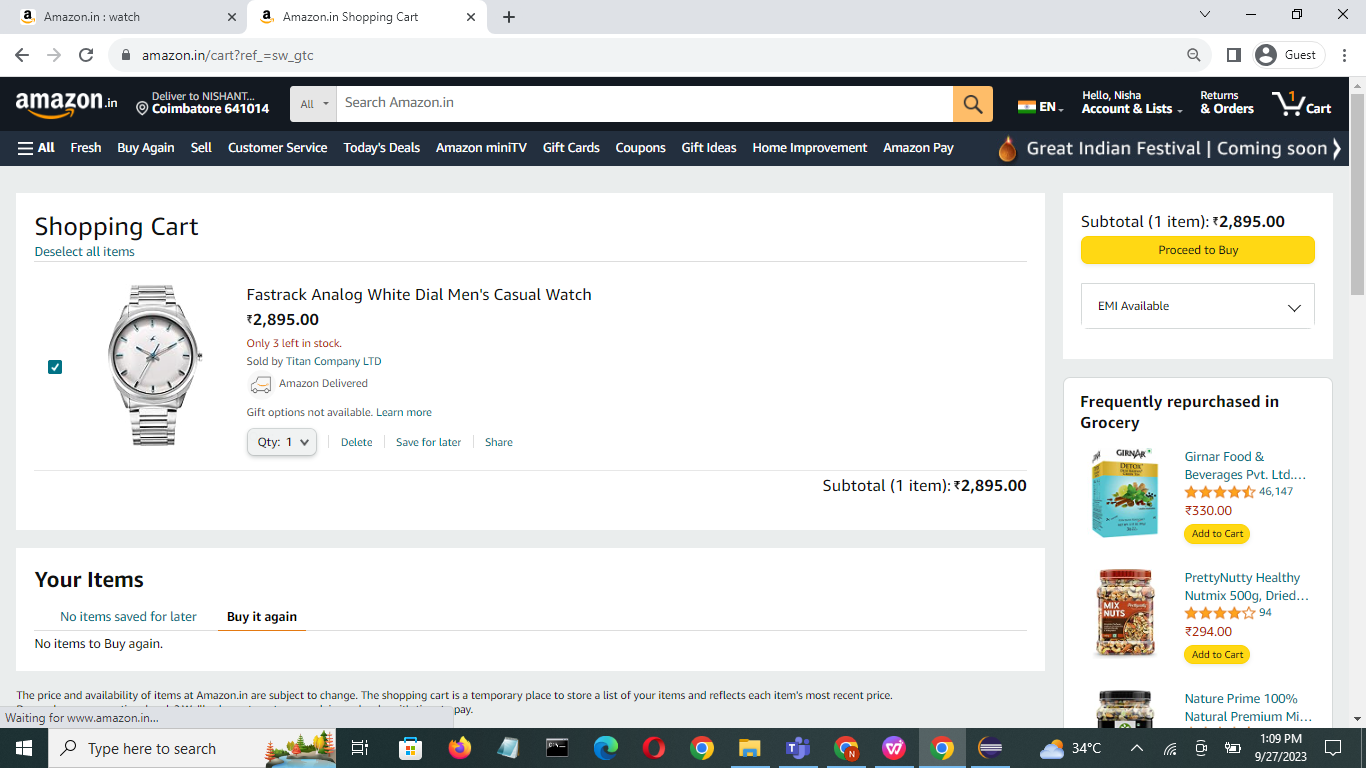 Amazon.in : watch
Amazon.in Shopping Cart
amazon.in/cart?ref_=sw_gtc
Guest
amazon.in
Deliver to NISHANT...
Coimbatore 641014
All
Search Amazon.in
EN
Hello, Nisha
Account & Lists
Returns
& Orders
1
Cart
All
Fresh
Buy Again
Sell
Customer Service
Today's Deals
Amazon miniTV
Gift Cards
Coupons
Gift Ideas
Home Improvement
Amazon Pay
Great Indian Festival | Coming soon
Shopping Cart
Deselect all items
Fastrack Analog White Dial Men's Casual Watch
₹2,895.00
Only 3 left in stock.
Sold by Titan Company LTD
Amazon Delivered
Gift options not available. Learn more
Qty: 1
Delete
Save for later
Share
Subtotal (1 item): ₹2,895.00
Subtotal (1 item): ₹2,895.00
Proceed to Buy
EMI Available
Frequently repurchased in
Grocery
GIRNAR
DETOX
Girnar Food &
Beverages Pvt. Ltd....
46,147
₹330.00
Add to Cart
MIX
NUTS
PrettyNutty Healthy
Nutmix 500g, Dried...
94
₹294.00
Add to Cart
Nature Prime 100%
Natural Premium Mi...
Your Items
No items saved for later
Buy it again
No items to Buy again.
The price and availability of items at Amazon.in are subject to change. The shopping cart is a temporary place to store a list of your items and reflects each item's most recent price.
pay.
Waiting for www.amazon.in...
Type here to search
34°C
1:09 PM
9/27/2023